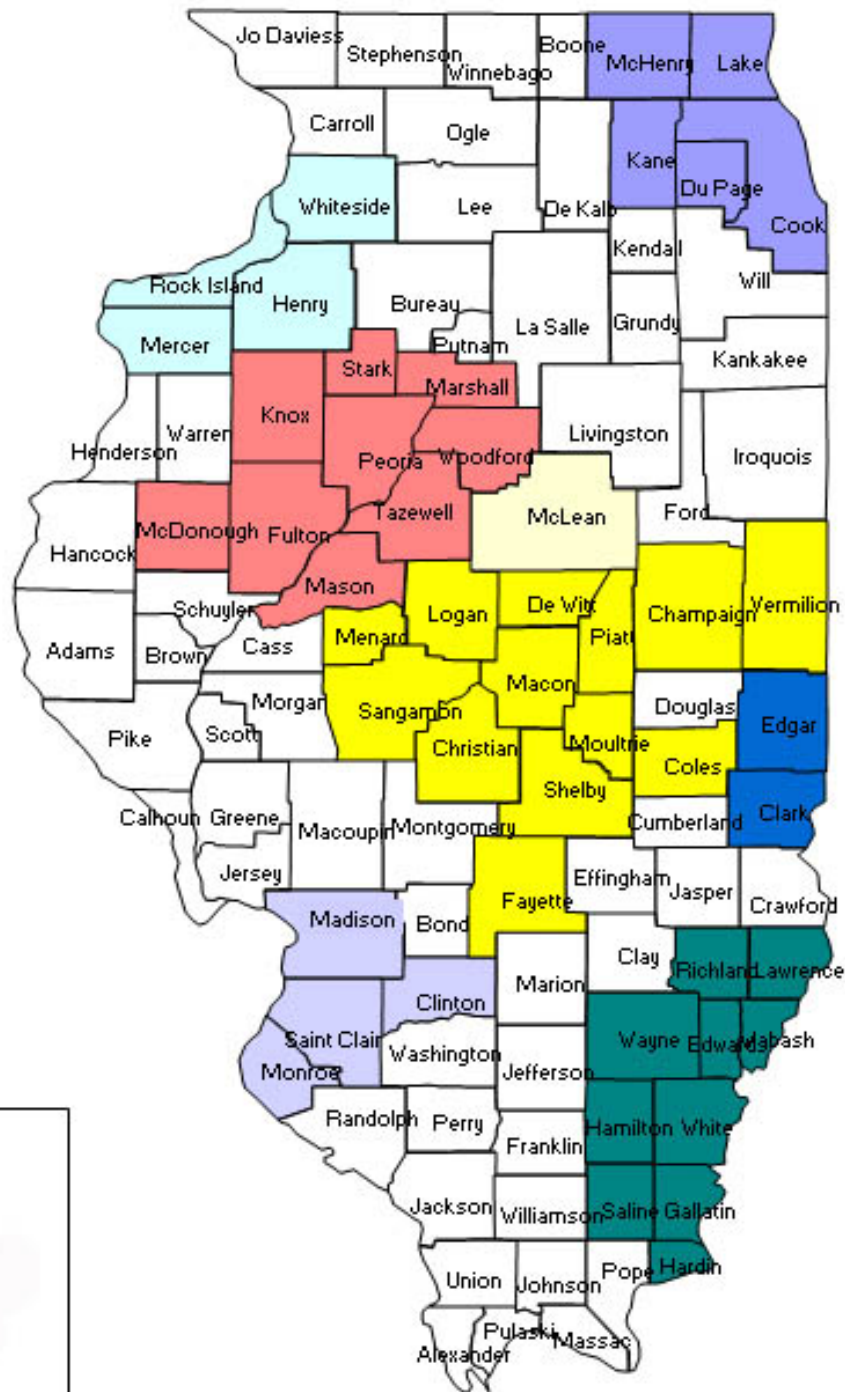 Jo Daviess
Stephenson
Winnebago
Boone
McHenry
Lake
Carroll
Ogle
Kane
Du Page
Cook
Whiteside
Lee
De Kalb
Kendall
Will
Rock Island
Henry
Bureau
Putnam
La Salle
Grundy
Mercer
Kankakee
Stark
Marshall
Knox
Henderson
Warren
Peoria
Woodford
Livingston
Iroquois
Ford
McLean
Hancock
McDonough
Fulton
Tazewell
Mason
Schuyler
Logan
De Witt
Piatt
Champaign
Vermilion
Adams
Brown
Cass
Menard
Macon
Morgan
Sangamon
Douglas
Edgar
Pike
Scott
Christian
Moultrie
Coles
Shelby
Clark
Calhoun
Greene
Macoupin
Montgomery
Cumberland
Jersey
Effingham
Jasper
Crawford
Madison
Bond
Fayette
Clay
Richland
Lawrence
Marion
Clinton
Saint Clair
Wayne
Edwards
Wabash
Monroe
Washington
Jefferson
Randolph
Perry
Franklin
Hamilton
White
Jackson
Williamson
Saline
Gallatin
Union
Johnson
Pope
Hardin
Alexander
Pulaski
Massac